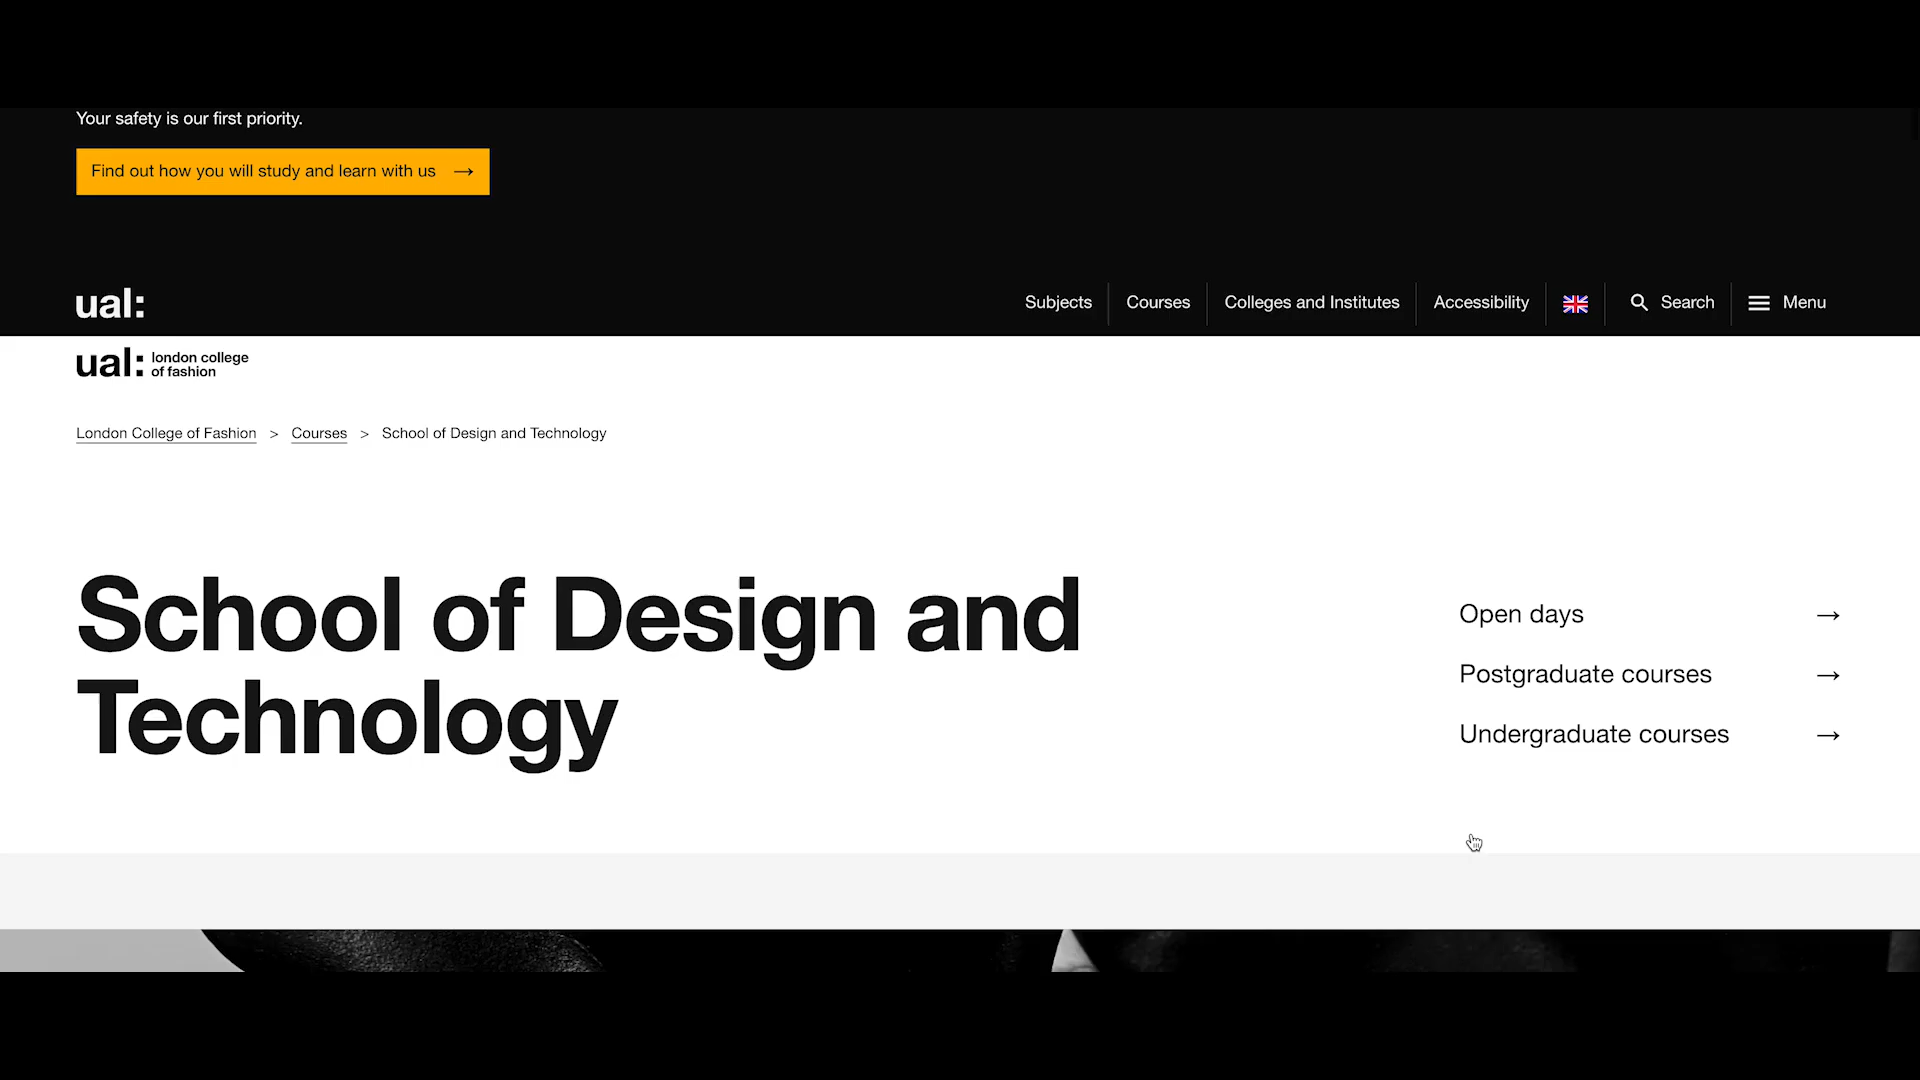 Your safety is our first priority.
Find out how you will study and learn with us →
ual:
Subjects
Courses
Colleges and Institutes
Accessibility
Search
Menu
ual: london college
of fashion
London College of Fashion > Courses > School of Design and Technology
School of Design and
Technology
Open days →
Postgraduate courses →
Undergraduate courses →